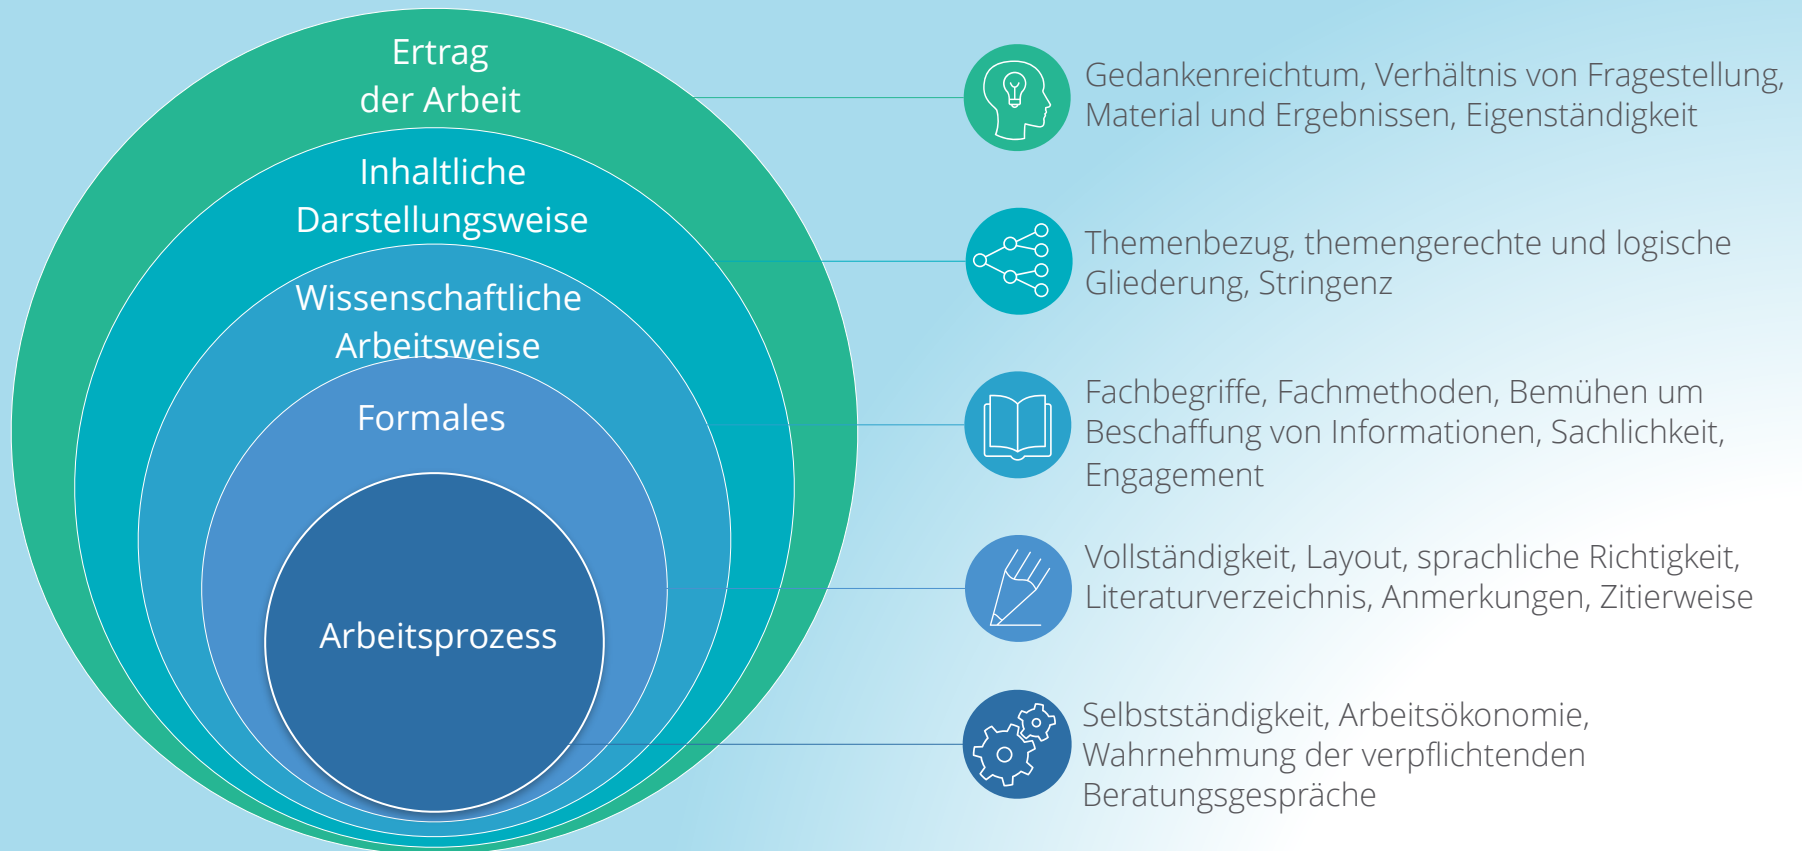 Ertrag
der Arbeit
Inhaltliche
Darstellungsweise
Wissenschaftliche
Arbeitsweise
Formales
Arbeitsprozess
Gedankenreichtum, Verhältnis von Fragestellung,
Material und Ergebnissen, Eigenständigkeit
Themenbezug, themengerechte und logische
Gliederung, Stringenz
Fachbegriffe, Fachmethoden, Bemühen um
Beschaffung von Informationen, Sachlichkeit,
Engagement
Vollständigkeit, Layout, sprachliche Richtigkeit,
Literaturverzeichnis, Anmerkungen, Zitierweise
Selbstständigkeit, Arbeitsökonomie,
Wahrnehmung der verpflichtenden
Beratungsgespräche